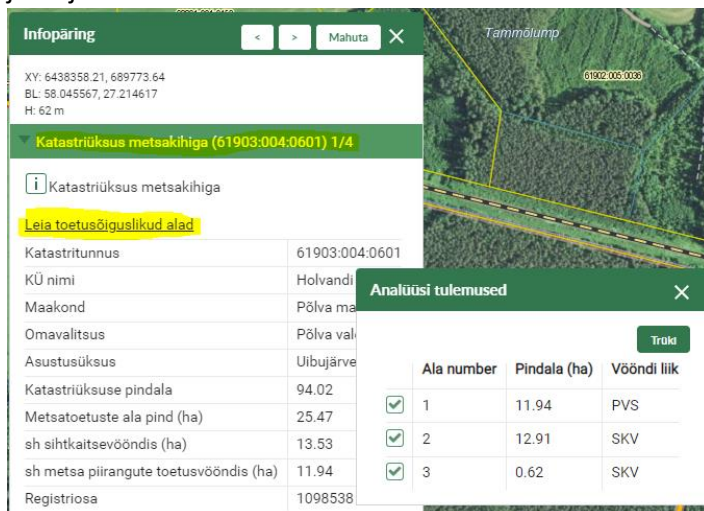 Infopäring < > Mahuta X
XY: 6438358.21, 689773.64
BL: 58.045567, 27.214617
H: 62 m
Katastriüksus metsakihiga (61903:004:0601) 1/4
i Katastriüksus metsakihiga
Leia toetusõiguslikud alad
Katastritunnus 61903:004:0601
KÜ nimi Holvandi
Maakond Põlva ma
Omavalitsus Põlva val
Asustusüksus Uibujärve
Katastriüksuse pindala 94.02
Metsatoetuste ala pind (ha) 25.47
sh sihtkaitsevööndis (ha) 13.53
sh metsa piirangute toetusvööndis (ha) 11.94
Registriosa 1098538
Tammõlump
61902:005:0036
Analüüsi tulemused X
Trüki
Ala number Pindala (ha) Vööndi liik
1 11.94 PVS
2 12.91 SKV
3 0.62 SKV